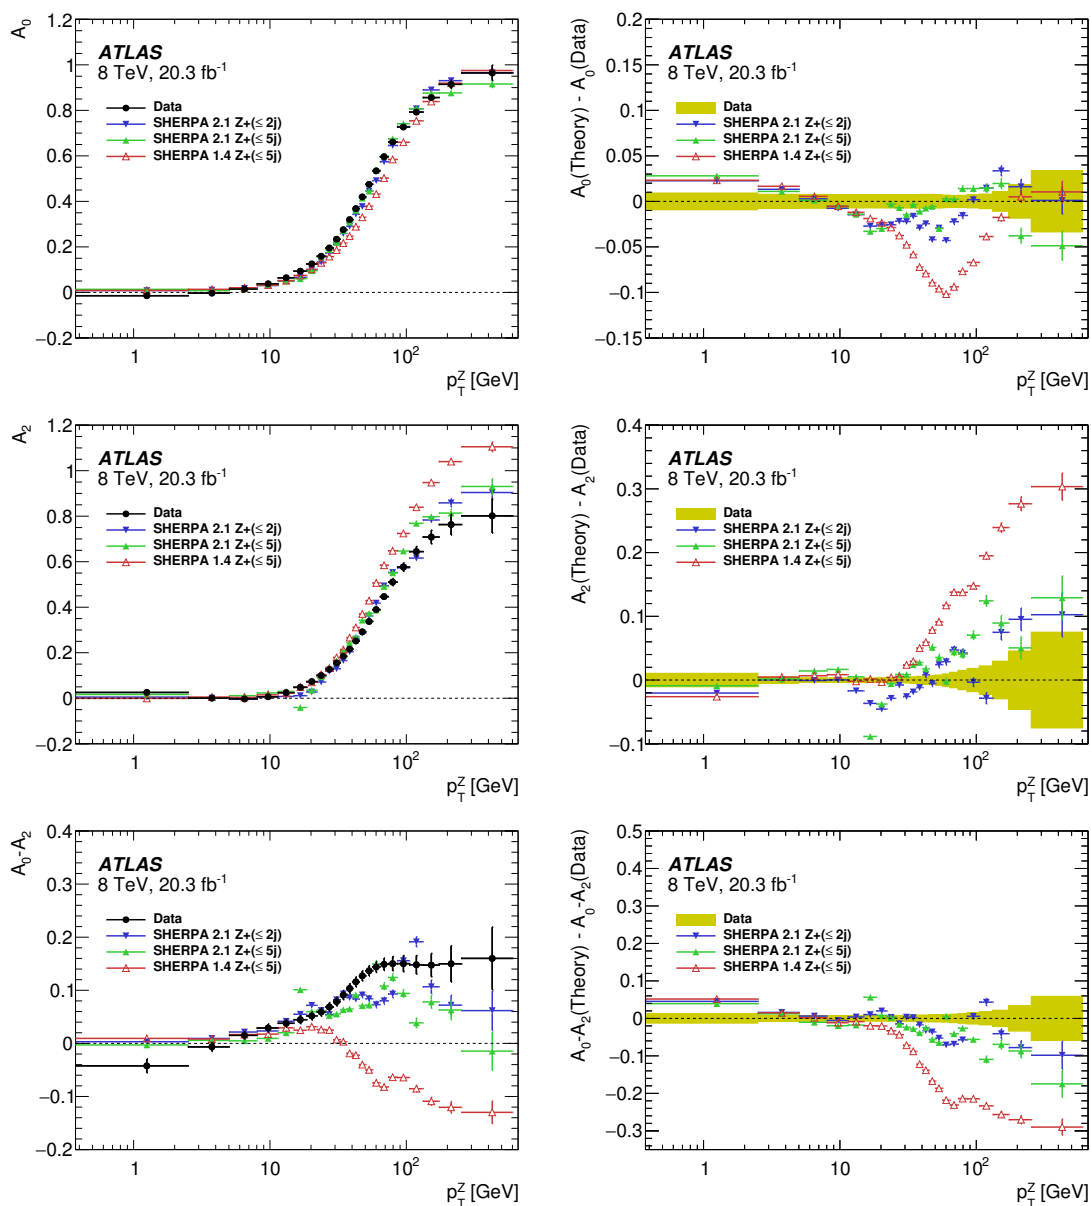 A₀
1.2
1
0.8
0.6
0.4
0.2
0
−0.2
ATLAS
8 TeV, 20.3 fb⁻¹
Data
SHERPA 2.1 Z+(≤ 2j)
SHERPA 2.1 Z+(≤ 5j)
SHERPA 1.4 Z+(≤ 5j)
1 10 10²
p_T^Z [GeV]
A₀(Theory) - A₀(Data)
0.2
0.15
0.1
0.05
0
−0.05
−0.1
−0.15
ATLAS
8 TeV, 20.3 fb⁻¹
Data
SHERPA 2.1 Z+(≤ 2j)
SHERPA 2.1 Z+(≤ 5j)
SHERPA 1.4 Z+(≤ 5j)
1 10 10²
p_T^Z [GeV]
A₂
1.2
1
0.8
0.6
0.4
0.2
0
−0.2
ATLAS
8 TeV, 20.3 fb⁻¹
Data
SHERPA 2.1 Z+(≤ 2j)
SHERPA 2.1 Z+(≤ 5j)
SHERPA 1.4 Z+(≤ 5j)
1 10 10²
p_T^Z [GeV]
A₂(Theory) - A₂(Data)
0.4
0.3
0.2
0.1
0
−0.1
ATLAS
8 TeV, 20.3 fb⁻¹
Data
SHERPA 2.1 Z+(≤ 2j)
SHERPA 2.1 Z+(≤ 5j)
SHERPA 1.4 Z+(≤ 5j)
1 10 10²
p_T^Z [GeV]
A₀-A₂
0.4
0.3
0.2
0.1
0
−0.1
−0.2
ATLAS
8 TeV, 20.3 fb⁻¹
Data
SHERPA 2.1 Z+(≤ 2j)
SHERPA 2.1 Z+(≤ 5j)
SHERPA 1.4 Z+(≤ 5j)
1 10 10²
p_T^Z [GeV]
A₀-A₂(Theory) - A₀-A₂(Data)
0.5
0.4
0.3
0.2
0.1
0
−0.1
−0.2
−0.3
ATLAS
8 TeV, 20.3 fb⁻¹
Data
SHERPA 2.1 Z+(≤ 2j)
SHERPA 2.1 Z+(≤ 5j)
SHERPA 1.4 Z+(≤ 5j)
1 10 10²
p_T^Z [GeV]